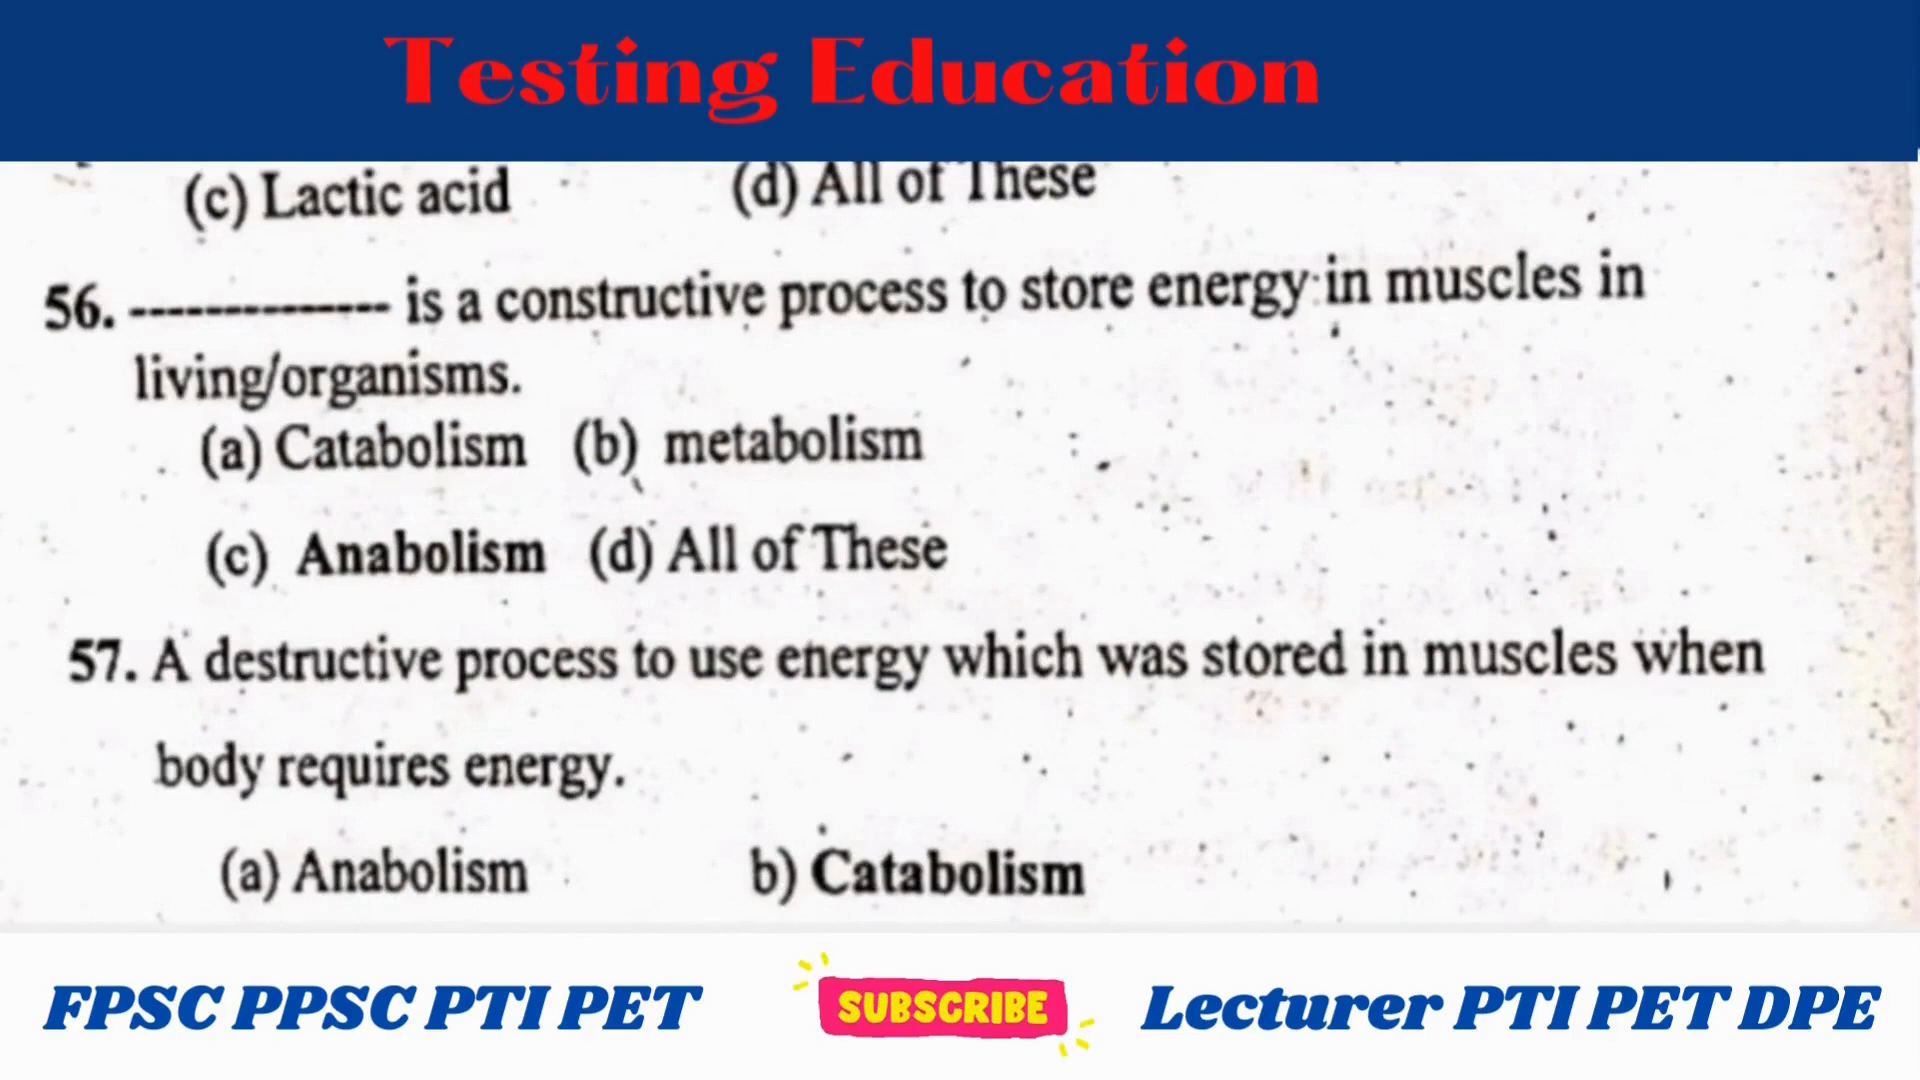 Testing Education
(c) Lactic acid (d) All of These
56. -------------- is a constructive process to store energy in muscles in
living/organisms.
(a) Catabolism (b) metabolism
(c) Anabolism (d) All of These
57. A destructive process to use energy which was stored in muscles when
body requires energy.
(a) Anabolism b) Catabolism
FPSC PPSC PTI PET SUBSCRIBE Lecturer PTI PET DPE